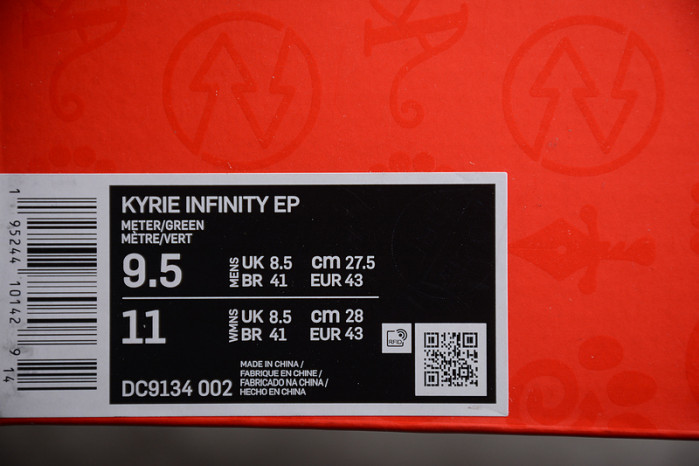 KYRIE INFINITY EP
METER/GREEN
MÈTRE/VERT
9.5 MENS UK 8.5 cm 27.5
BR 41 EUR 43
11 WMNS UK 8.5 cm 28
BR 41 EUR 43
RFID
DC9134 002
MADE IN CHINA /
FABRIQUE EN CHINE /
FABRICADO NA CHINA /
HECHO EN CHINA
1 95244 10142 9 14